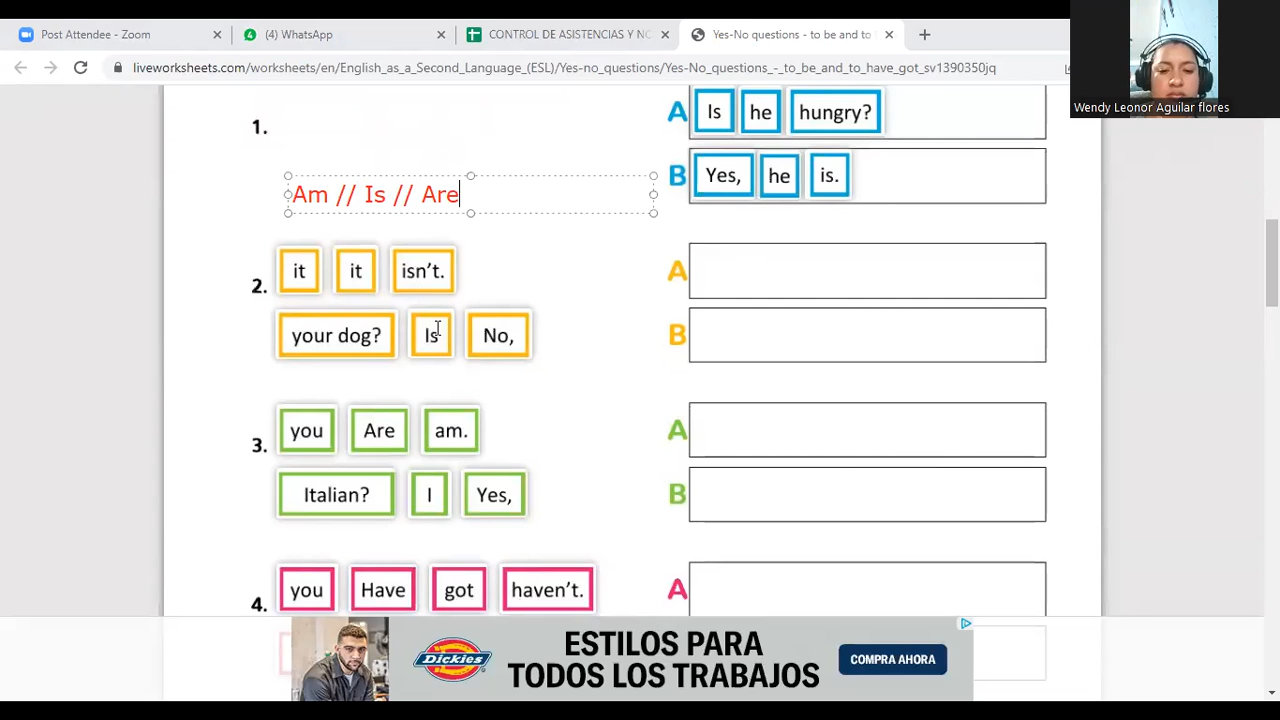 Post Attendee - Zoom
(4) WhatsApp
CONTROL DE ASISTENCIAS Y NO
Yes-No questions - to be and to
liveworksheets.com/worksheets/en/English_as_a_Second_Language_(ESL)/Yes-no_questions/Yes-No_questions_-_to_be_and_to_have_got_sv1390350jq
Wendy Leonor Aguilar flores
1.
A Is he hungry?
B Yes, he is.
Am // Is // Are
2.
it it isn't.
your dog? Is No,
A
B
3.
you Are am.
Italian? I Yes,
A
B
4.
you Have got haven't.
A
Dickies
ESTILOS PARA
TODOS LOS TRABAJOS
COMPRA AHORA